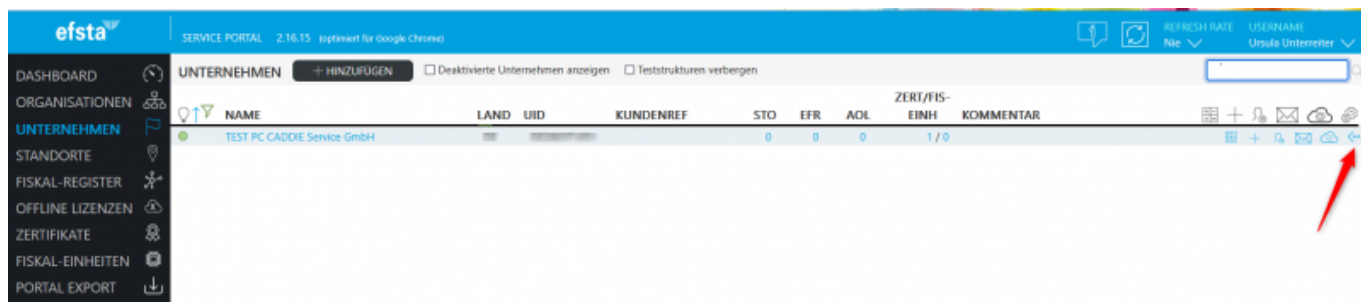 efsta
SERVICE PORTAL 2.16.15 (optimiert für Google Chrome)
REFRESH RATE
Nie
USERNAME
Ursula Unterreiter
DASHBOARD
ORGANISATIONEN
UNTERNEHMEN
STANDORTE
FISKAL-REGISTER
OFFLINE LIZENZEN
ZERTIFIKATE
FISKAL-EINHEITEN
PORTAL EXPORT
UNTERNEHMEN + HINZUFÜGEN Deaktivierte Unternehmen anzeigen Teststrukturen verbergen
NAME LAND UID KUNDENREF STO EFR AOL ZERT/FIS-
EINH KOMMENTAR
TEST PC CADDIE Service GmbH 0 0 0 1 / 0